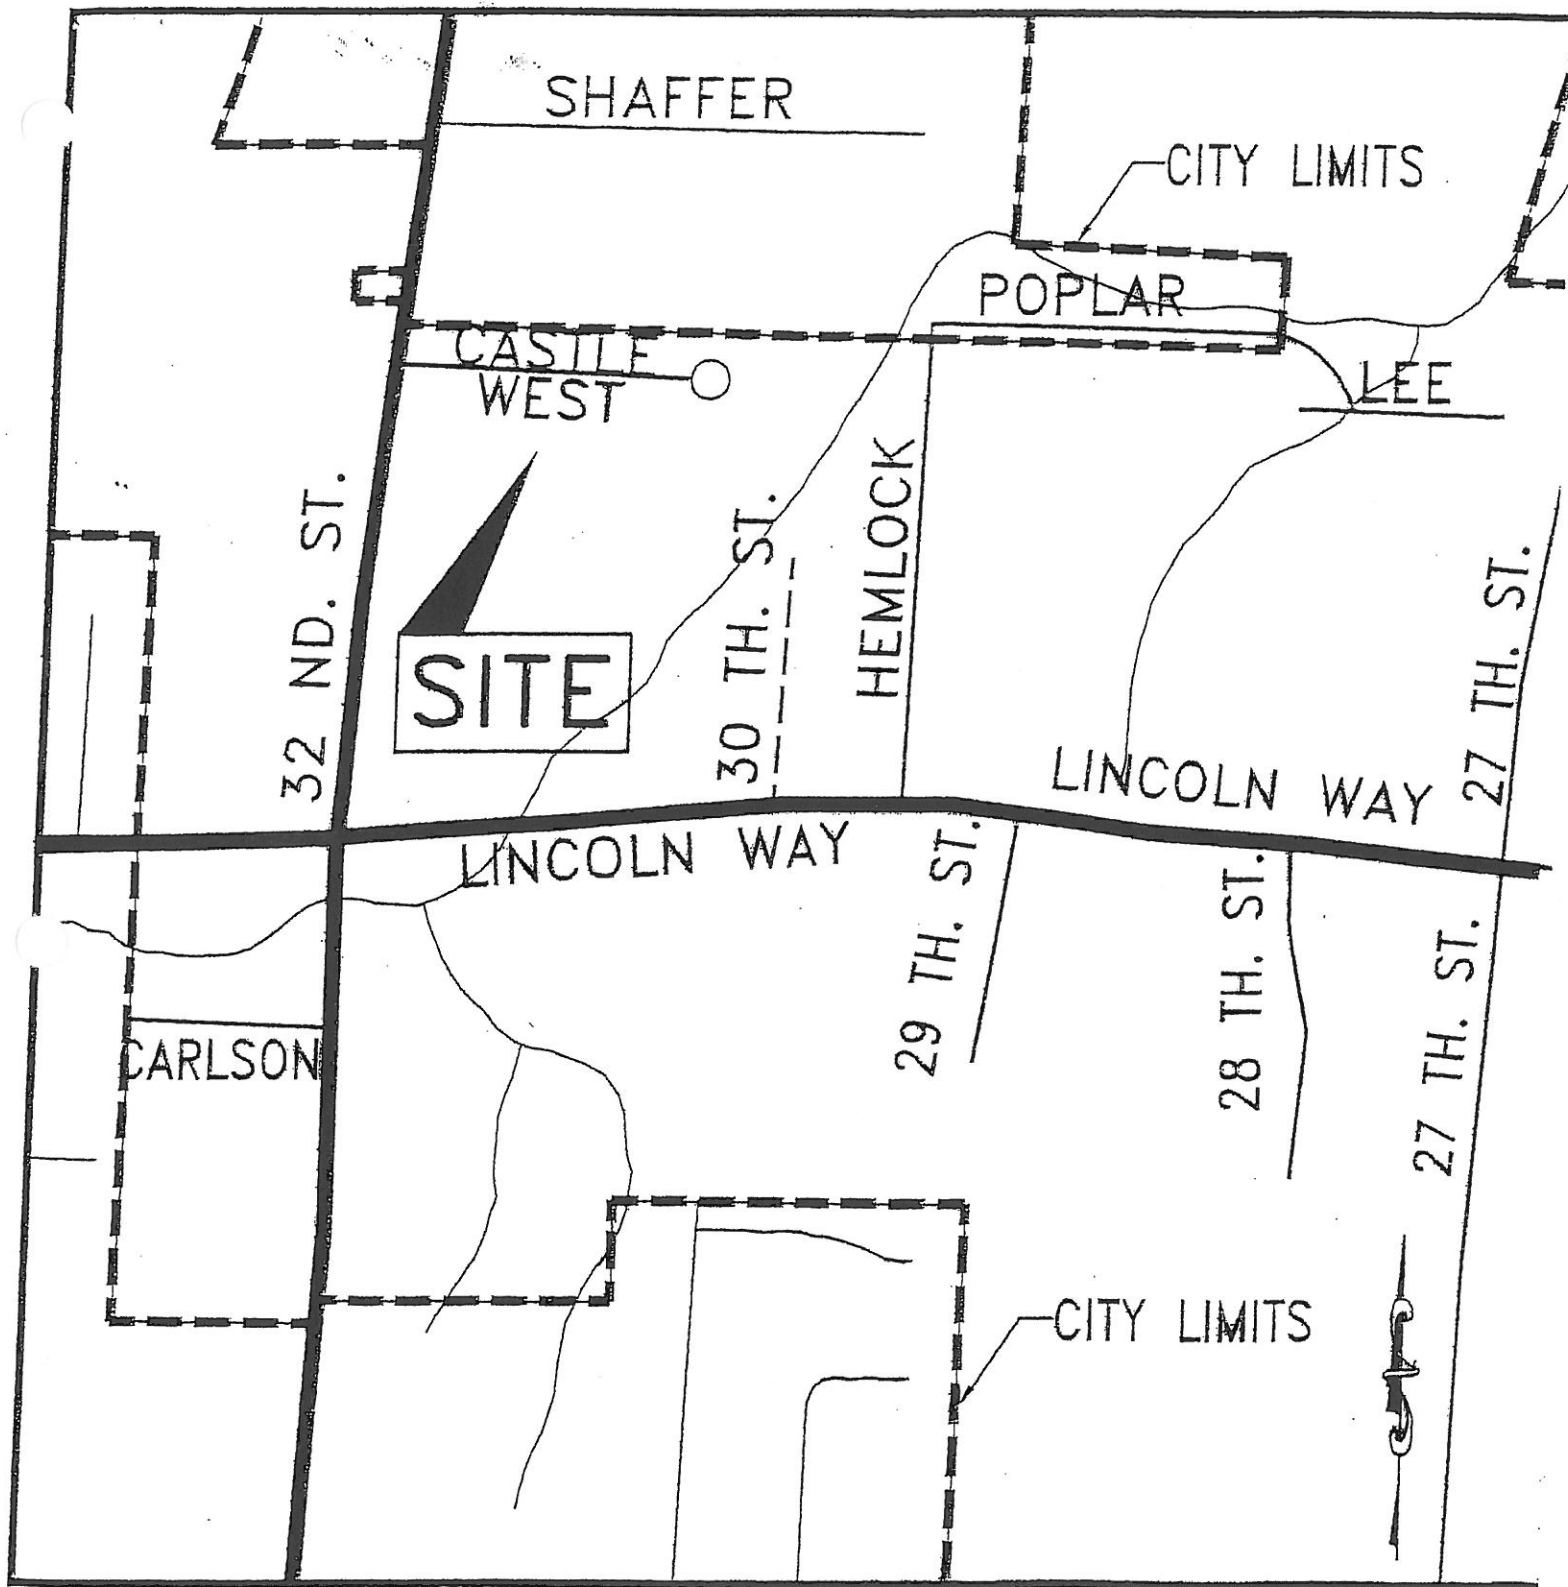 SHAFFER
CITY LIMITS
POPLAR
CASTLE
WEST
LEE
32 ND. ST.
SITE
30 TH. ST.
HEMLOCK
27 TH. ST.
LINCOLN WAY
LINCOLN WAY
29 TH. ST.
28 TH. ST.
27 TH. ST.
CARLSON
CITY LIMITS